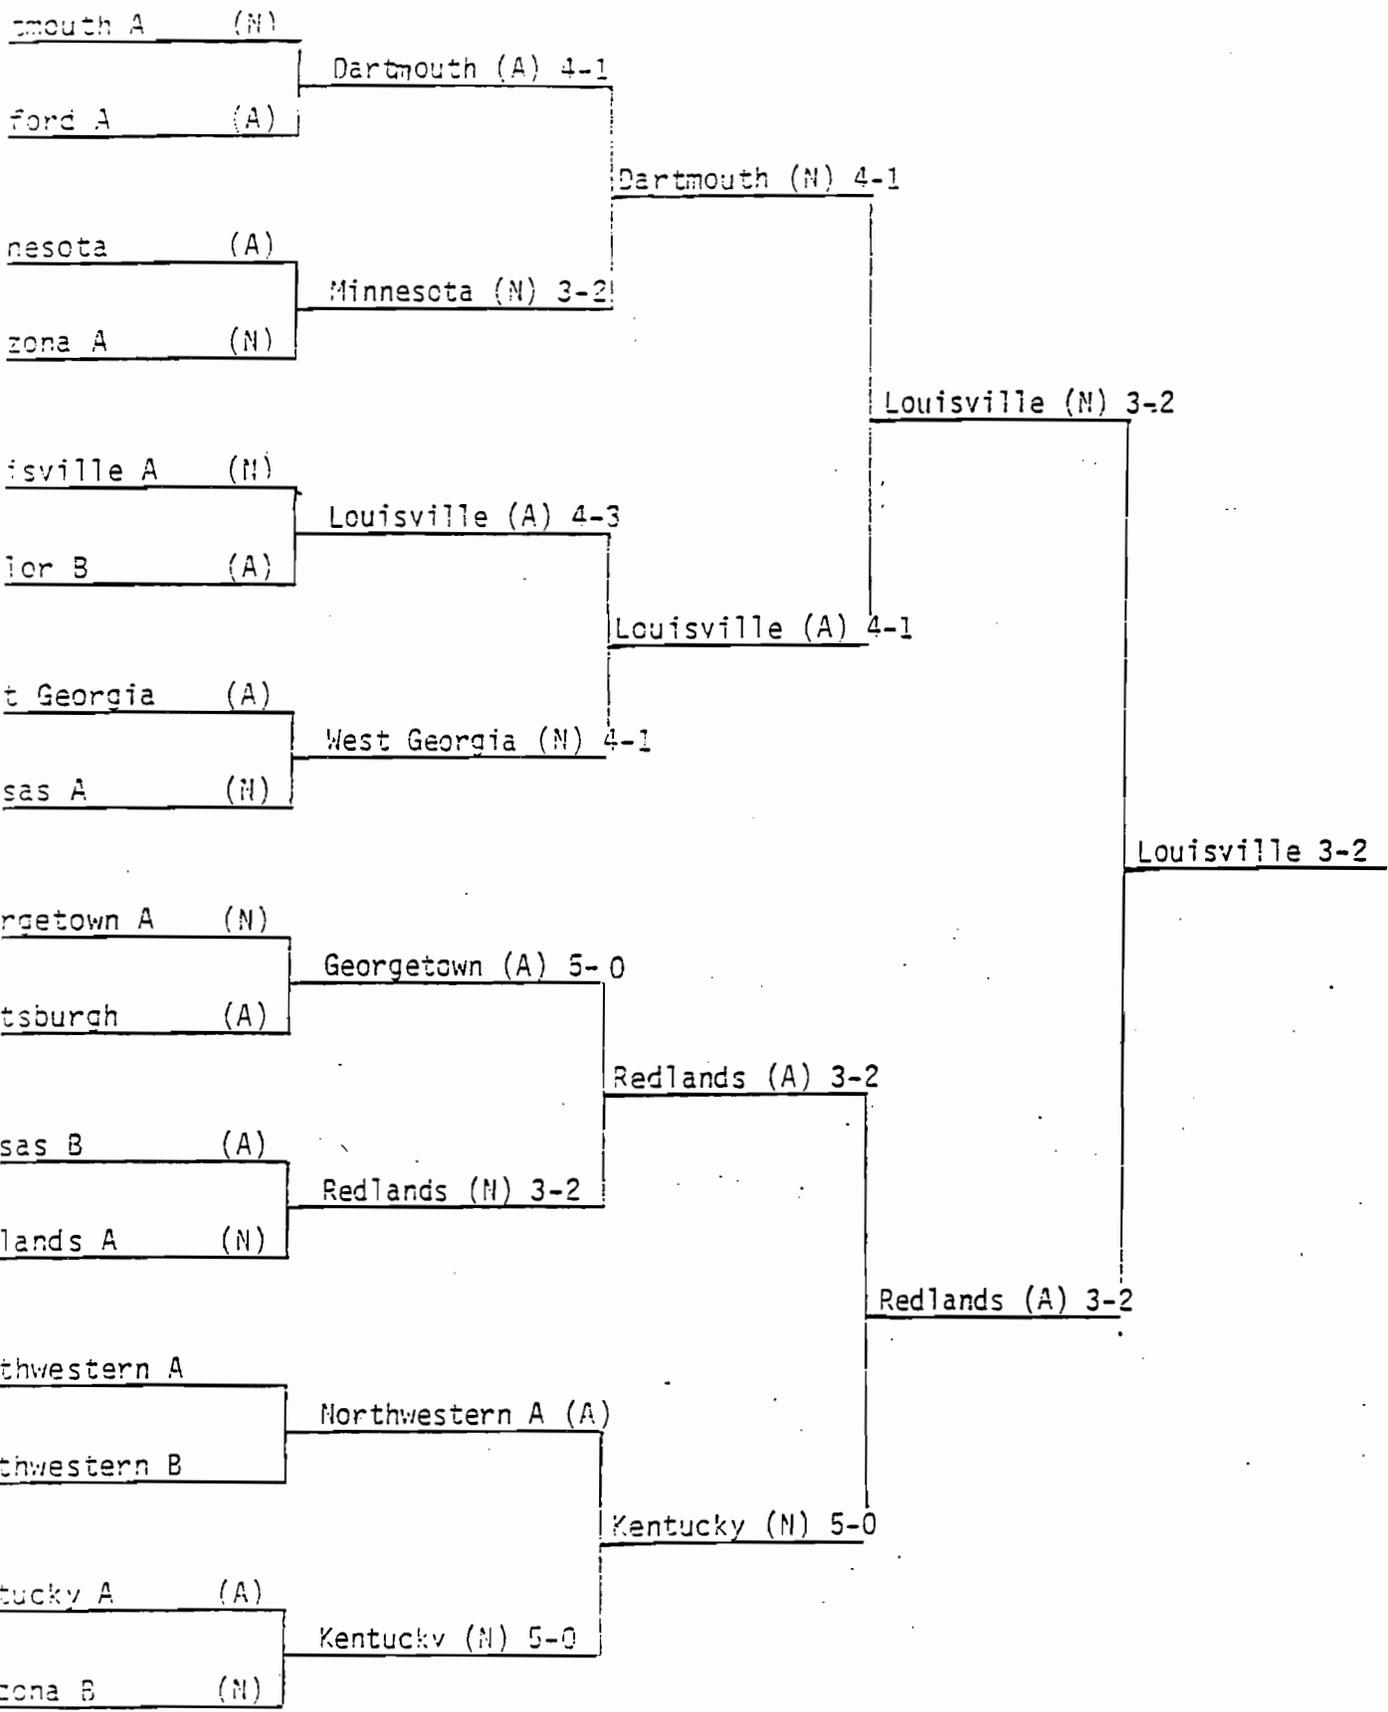 tmouth A (N)
Dartmouth (A) 4-1
ford A (A)
Dartmouth (N) 4-1
nesota (A)
Minnesota (N) 3-2
zona A (N)
Louisville (N) 3-2
isville A (N)
Louisville (A) 4-3
lor B (A)
Louisville (A) 4-1
t Georgia (A)
West Georgia (N) 4-1
sas A (N)
Louisville 3-2
rgetown A (N)
Georgetown (A) 5-0
tsburgh (A)
Redlands (A) 3-2
sas B (A)
Redlands (N) 3-2
lands A (N)
Redlands (A) 3-2
thwestern A
Northwestern A (A)
thwestern B
Kentucky (N) 5-0
tucky A (A)
Kentucky (N) 5-0
zona B (N)